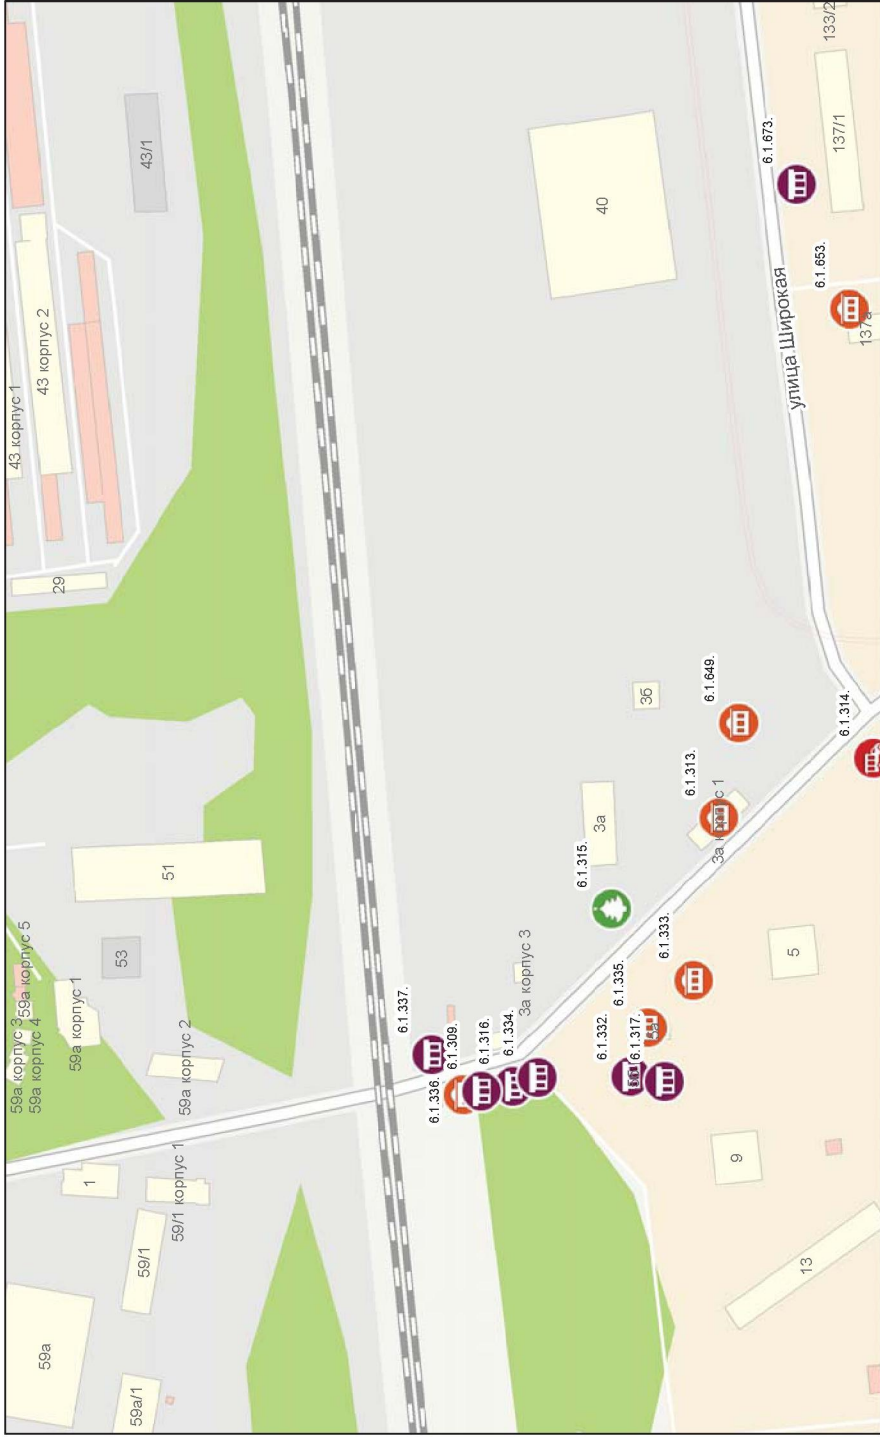 133/2
137/1
6.1.673.
43/1
40
6.1.653.
137а
43 корпус 2
43 корпус 1
улица Широкая
29
3б
6.1.649.
6.1.314.
6.1.313.
3а корпус 1
3а
6.1.315.
51
53
59а корпус 5
59а корпус 1
59а корпус 3
59а корпус 4
59а корпус 2
3а корпус 3
6.1.333.
5
6.1.335.
5а
6.1.337.
6.1.309.
6.1.316.
6.1.334.
6.1.332.
6.1.317.
6.1.336.
1
59/1 корпус 1
59/1
9
13
59а
59а/1